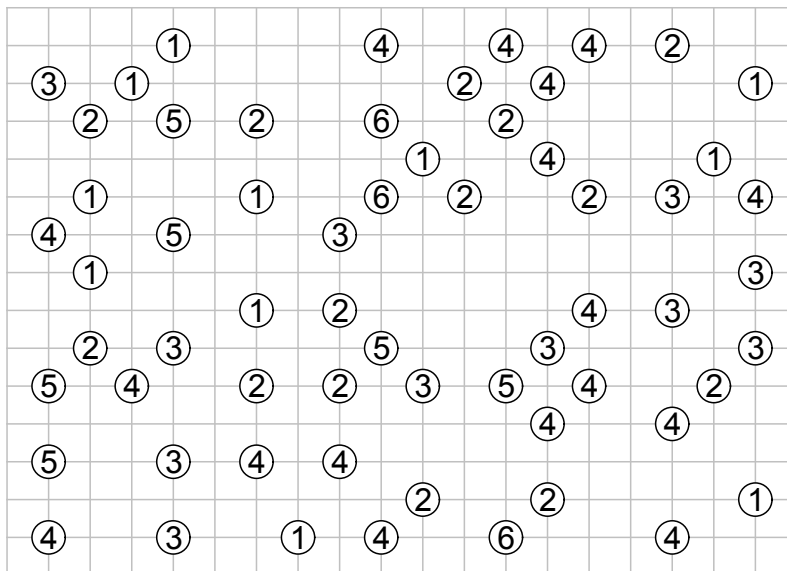 1 4 4 4 2
3 1 2 4 1
2 5 2 6 2
1 4 1
1 1 6 2 2 3 4
4 5 3
1 3
1 2 4 3
2 3 5 3 3
5 4 2 2 3 5 4 2
4 4
5 3 4 4
2 2 1
4 3 1 4 6 4